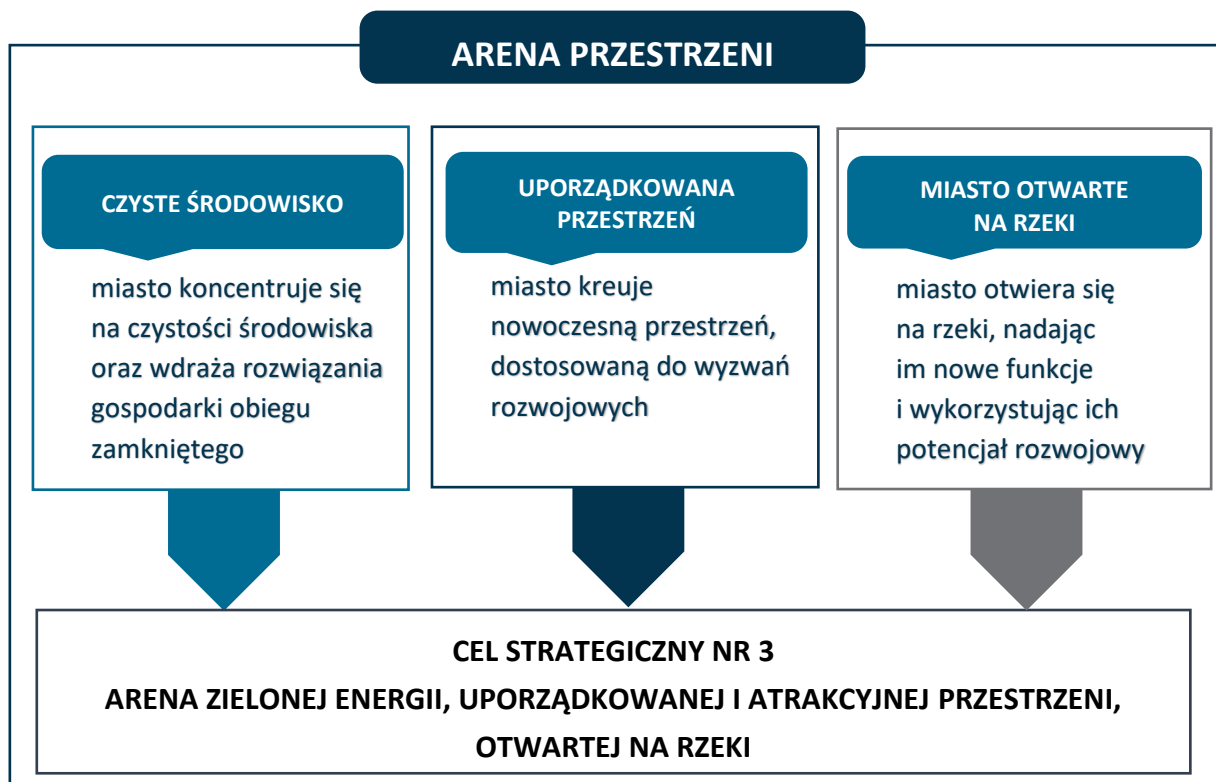 ARENA PRZESTRZENI
CZYSTE ŚRODOWISKO
miasto koncentruje się
na czystości środowiska
oraz wdraża rozwiązania
gospodarki obiegu
zamkniętego
UPORZĄDKOWANA
PRZESTRZEŃ
miasto kreuje
nowoczesną przestrzeń,
dostosowaną do wyzwań
rozwojowych
MIASTO OTWARTE
NA RZEKI
miasto otwiera się
na rzeki, nadając
im nowe funkcje
i wykorzystując ich
potencjał rozwojowy
CEL STRATEGICZNY NR 3
ARENA ZIELONEJ ENERGII, UPORZĄDKOWANEJ I ATRAKCYJNEJ PRZESTRZENI,
OTWARTEJ NA RZEKI